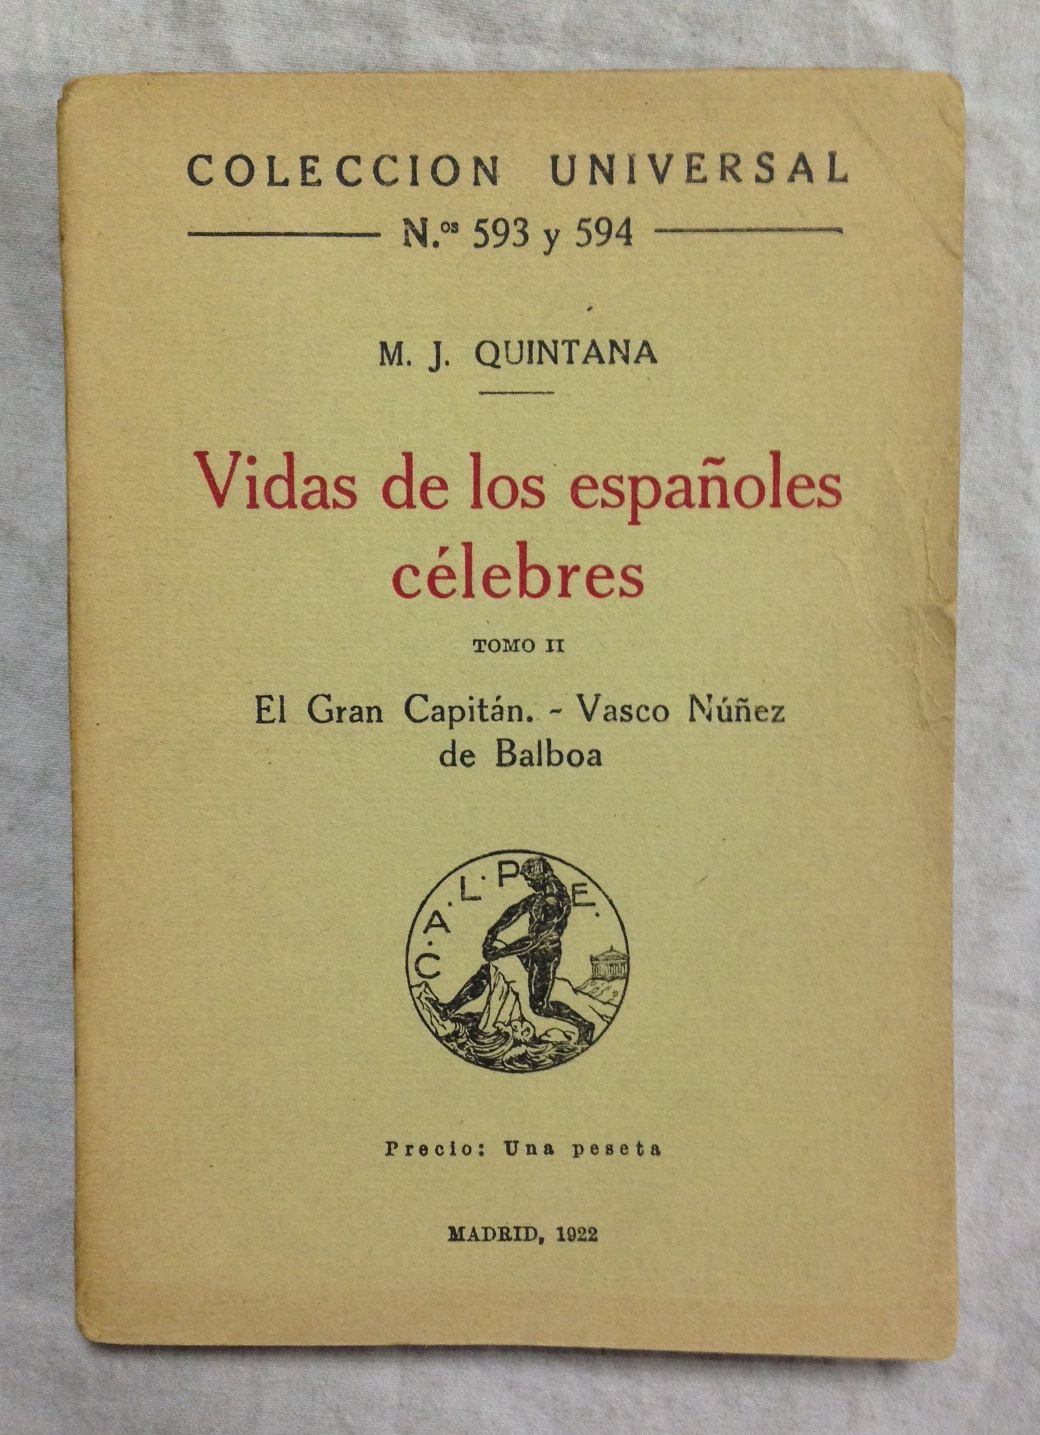 COLECCION UNIVERSAL
N.os 593 y 594
M. J. QUINTANA
Vidas de los españoles
célebres
TOMO II
El Gran Capitán. - Vasco Núñez
de Balboa
C.A.L.P.E.
Precio: Una peseta
MADRID, 1922